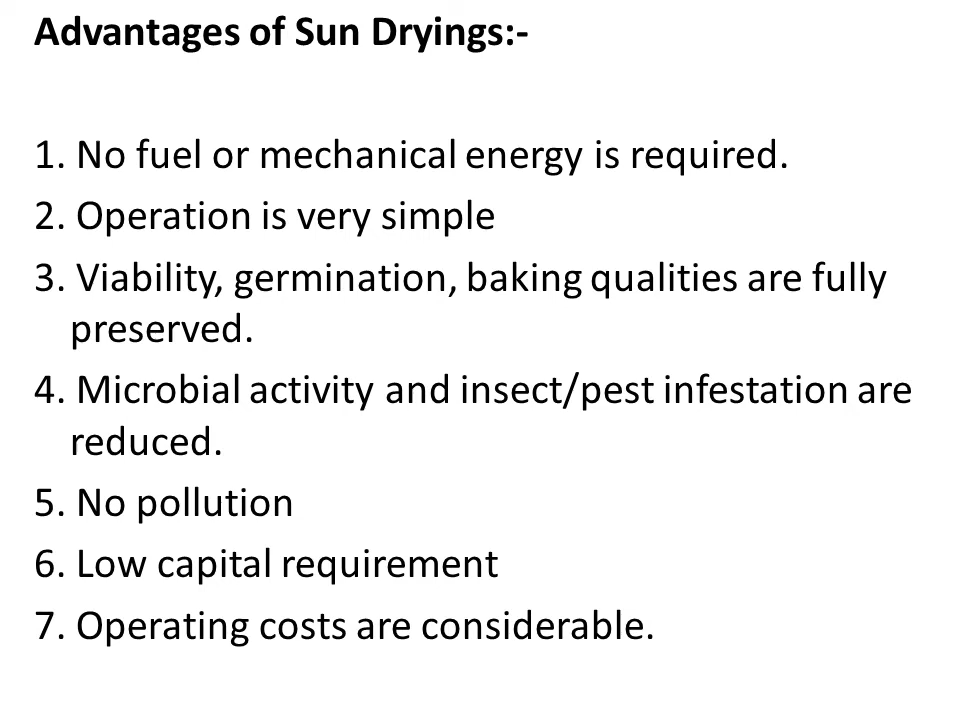 Advantages of Sun Dryings:-
1. No fuel or mechanical energy is required.
2. Operation is very simple
3. Viability, germination, baking qualities are fully
preserved.
4. Microbial activity and insect/pest infestation are
reduced.
5. No pollution
6. Low capital requirement
7. Operating costs are considerable.